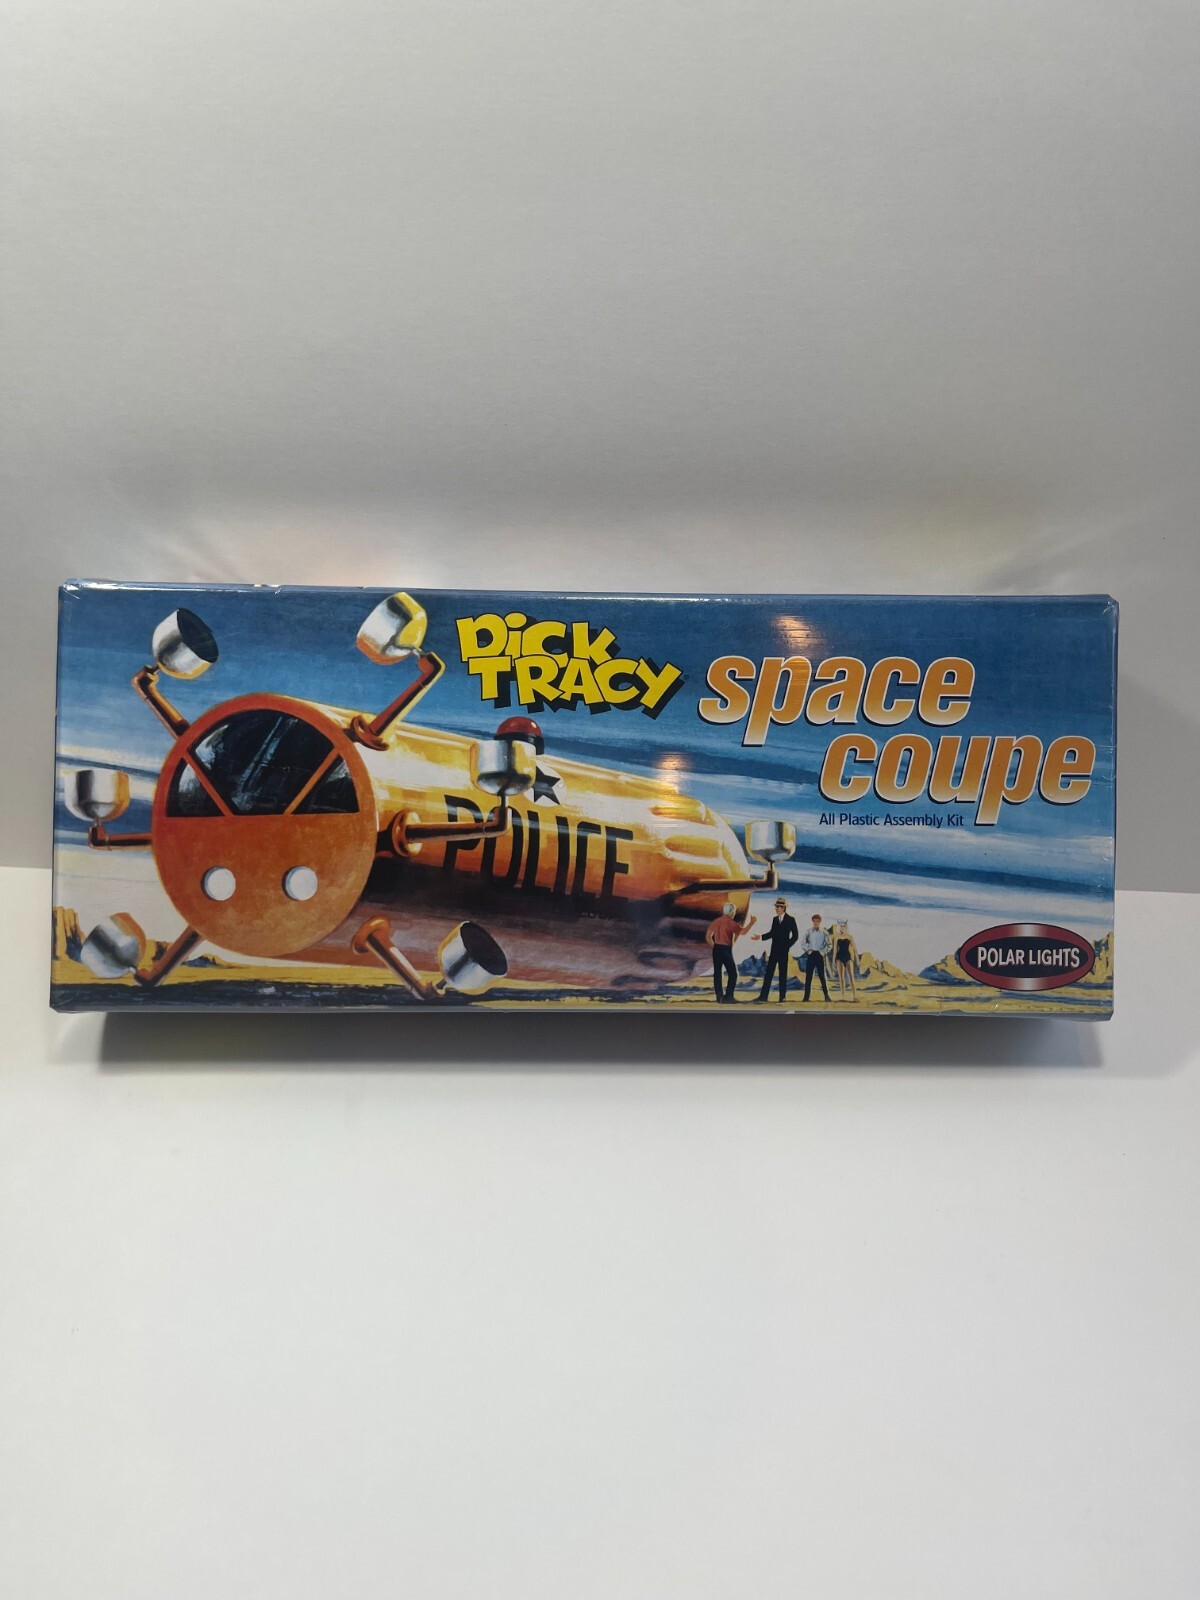 DICK
TRACY
space
coupe
All Plastic Assembly Kit
POLICE
POLAR LIGHTS